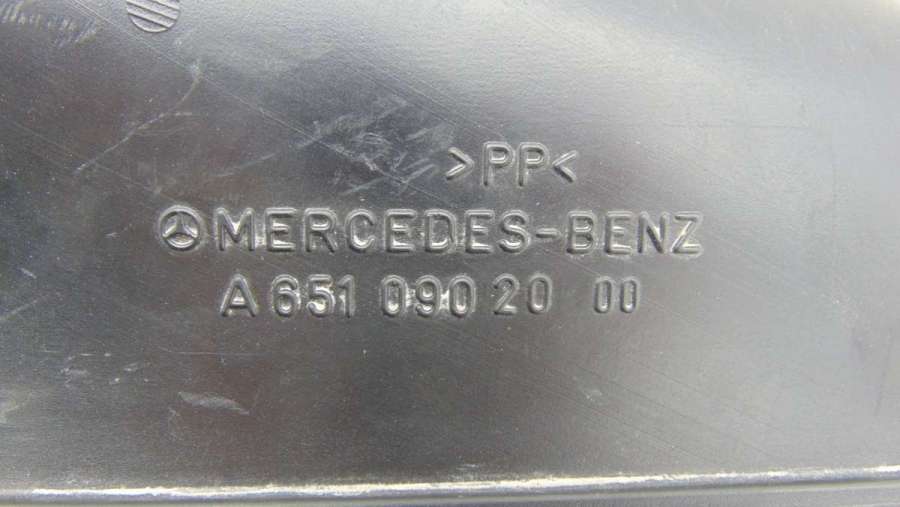 >PP<
MERCEDES-BENZ
A 651 090 20 00